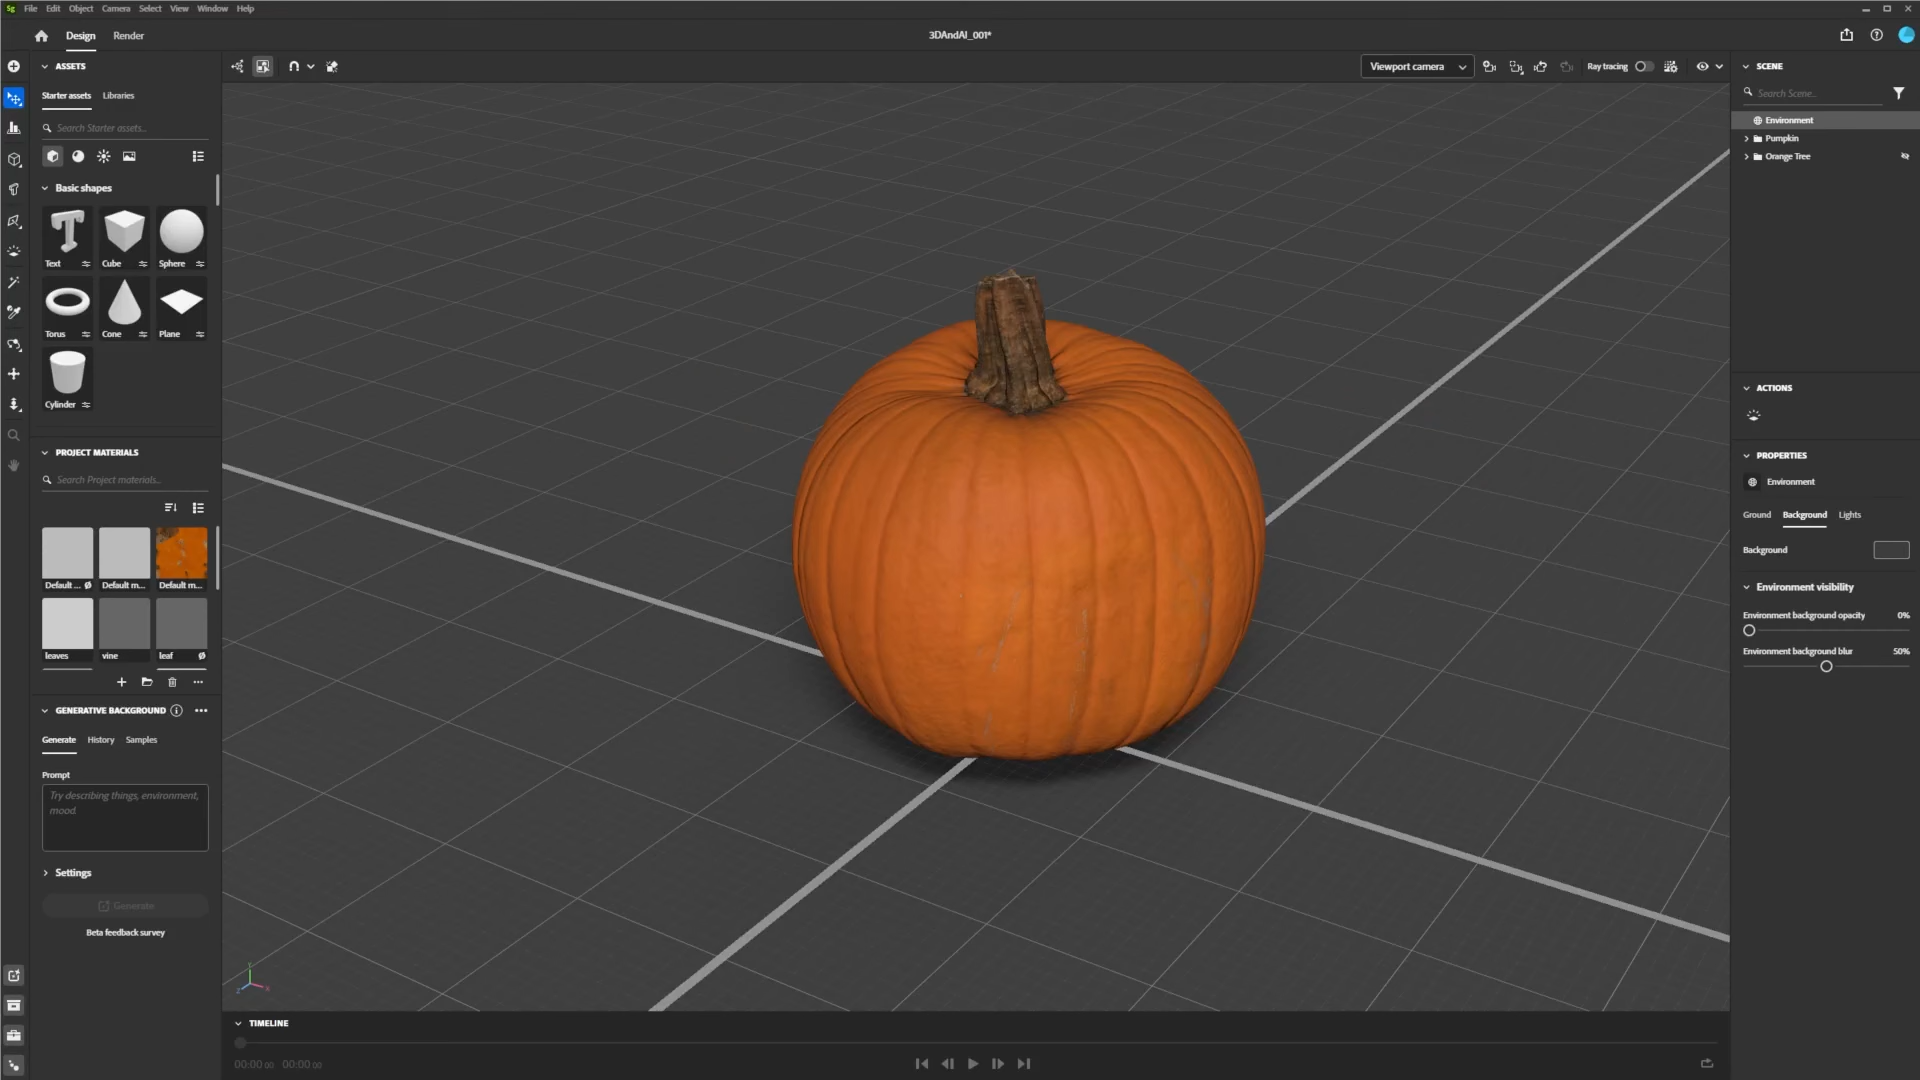 Sg File Edit Object Camera Select View Window Help
Design Render 3DAndAI_001*
ASSETS
Starter assets Libraries
Search Starter assets...
Basic shapes
Text Cube Sphere
Torus Cone Plane
Cylinder
PROJECT MATERIALS
Search Project materials...
Default ... Default m... Default m...
leaves vine leaf
GENERATIVE BACKGROUND
Generate History Samples
Prompt
Try describing things, environment,
mood
Settings
Generate
Beta feedback survey
Viewport camera Ray tracing
Y
Z X
TIMELINE
00:00:00 00:00:00
SCENE
Search Scene...
Environment
Pumpkin
Orange Tree
ACTIONS
PROPERTIES
Environment
Ground Background Lights
Background
Environment visibility
Environment background opacity 0%
Environment background blur 50%